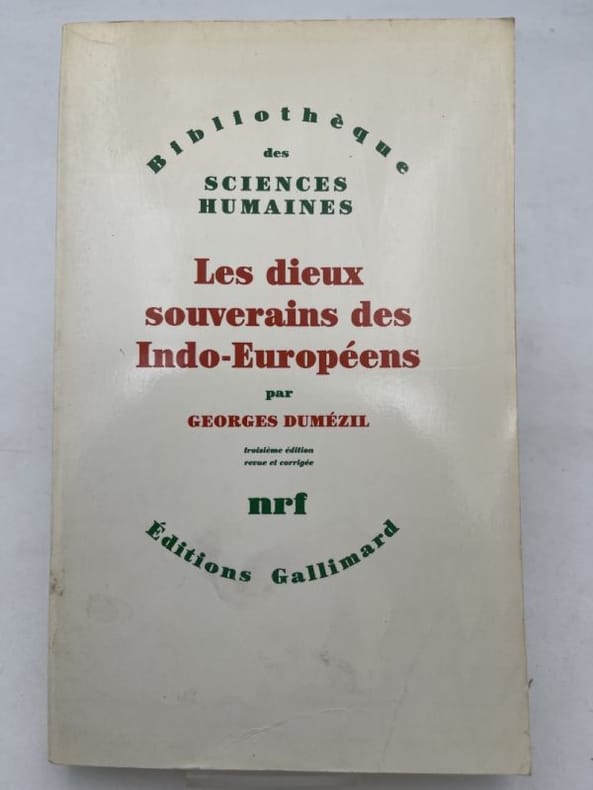 Bibliothèque
des
SCIENCES
HUMAINES
Les dieux
souverains des
Indo-Européens
par
GEORGES DUMÉZIL
troisième édition
revue et corrigée
nrf
Éditions Gallimard